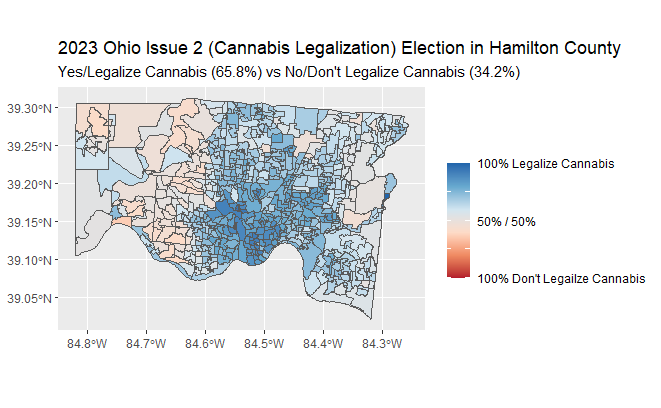 2023 Ohio Issue 2 (Cannabis Legalization) Election in Hamilton County
Yes/Legalize Cannabis (65.8%) vs No/Don't Legalize Cannabis (34.2%)
39.30°N
39.25°N
39.20°N
39.15°N
39.10°N
39.05°N
84.8°W 84.7°W 84.6°W 84.5°W 84.4°W 84.3°W
100% Legalize Cannabis
50% / 50%
100% Don't Legailze Cannabis